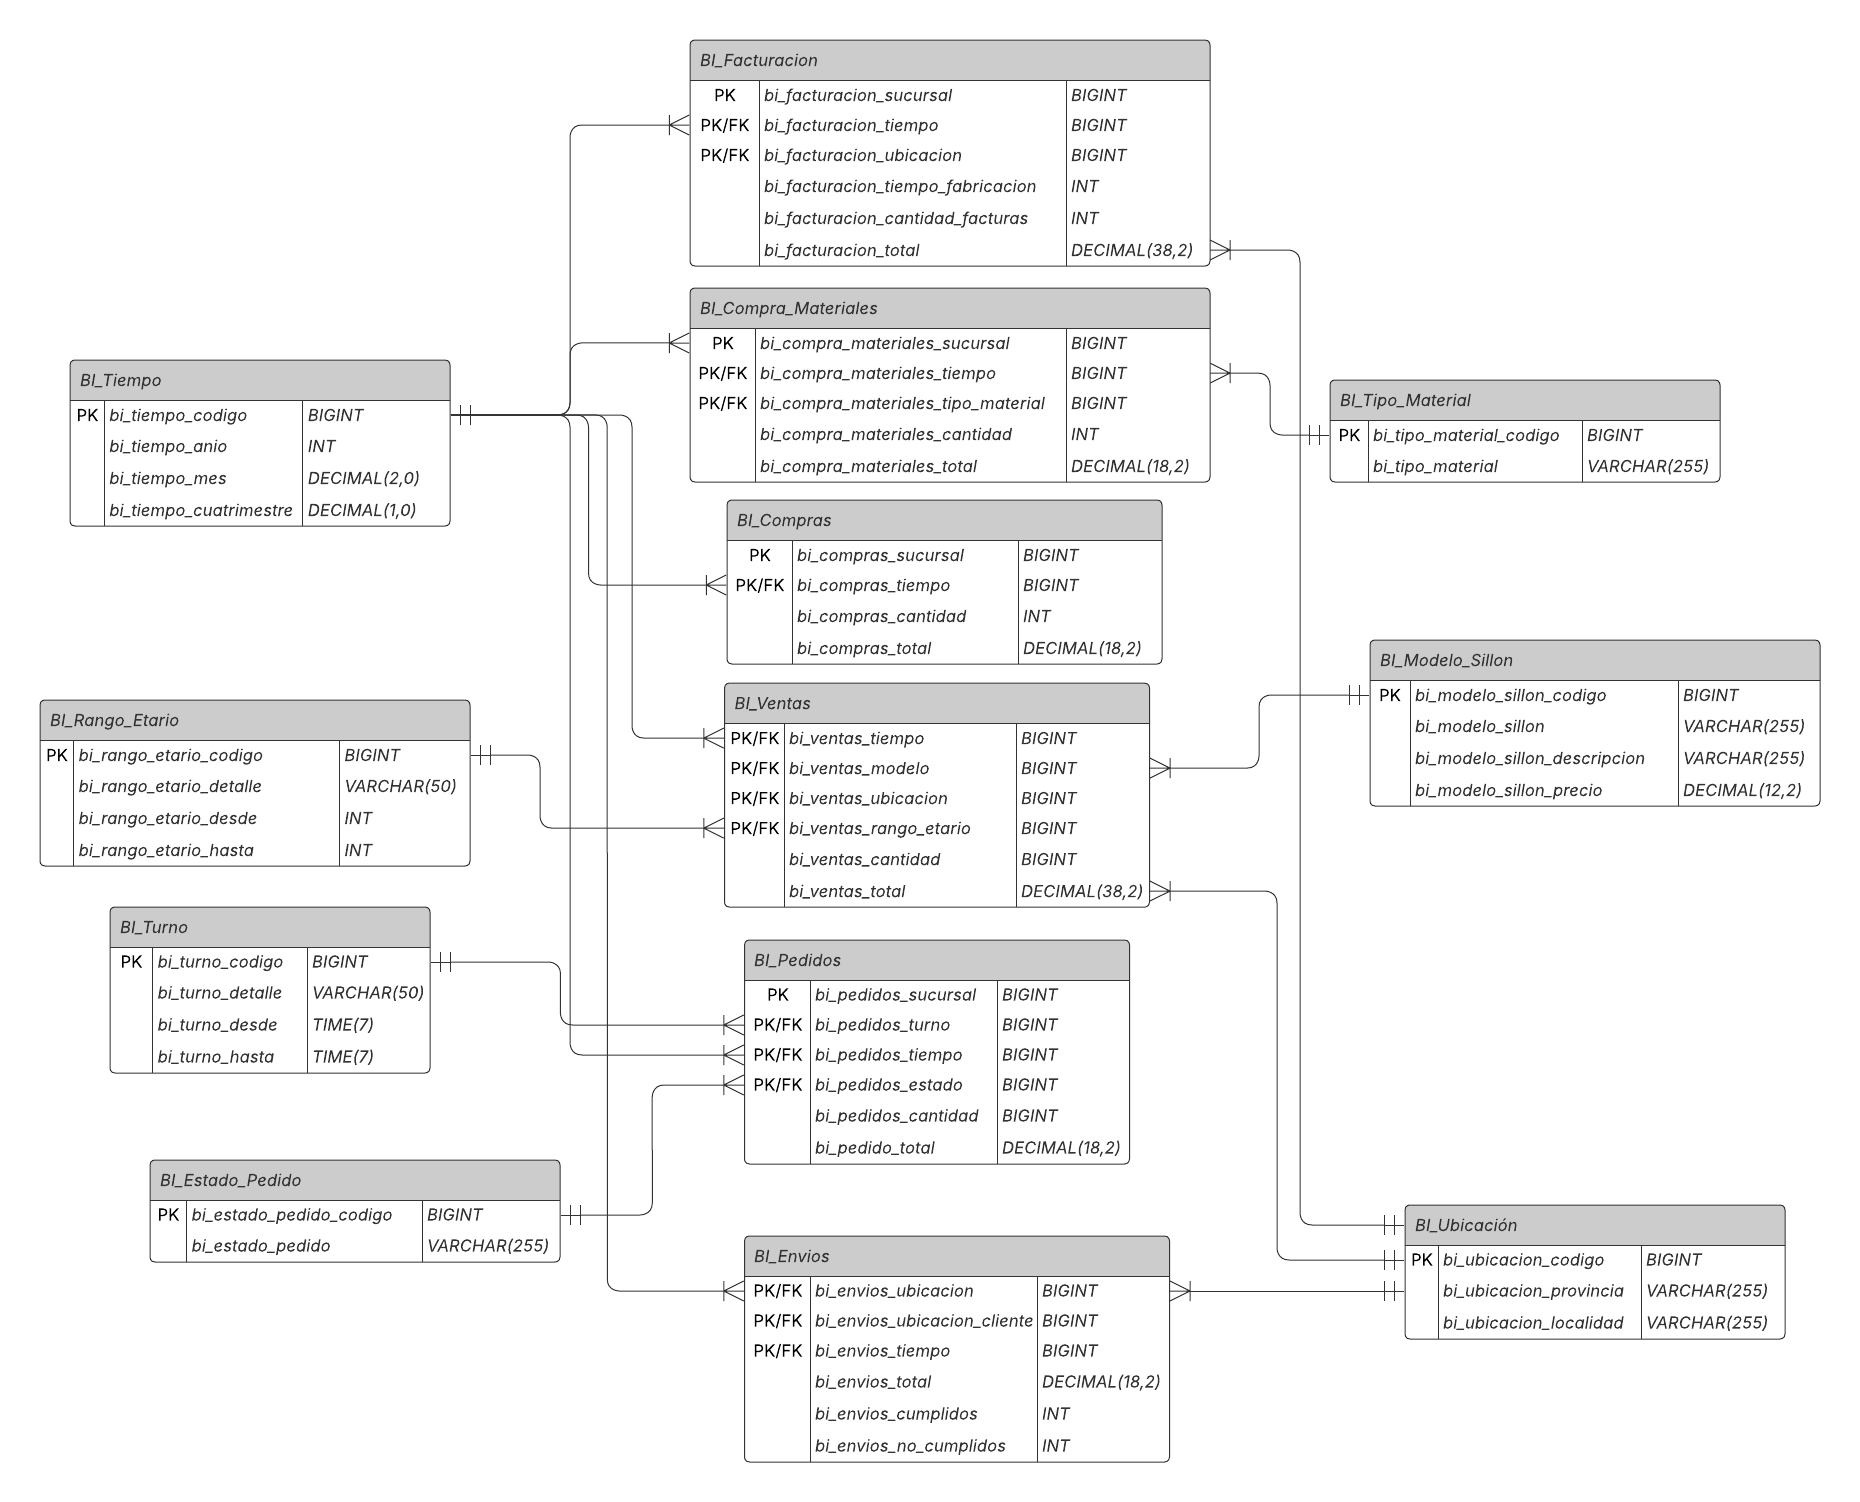 BI_Facturacion
PK bi_facturacion_sucursal BIGINT
PK/FK bi_facturacion_tiempo BIGINT
PK/FK bi_facturacion_ubicacion BIGINT
bi_facturacion_tiempo_fabricacion INT
bi_facturacion_cantidad_facturas INT
bi_facturacion_total DECIMAL(38,2)
BI_Compra_Materiales
PK bi_compra_materiales_sucursal BIGINT
PK/FK bi_compra_materiales_tiempo BIGINT
PK/FK bi_compra_materiales_tipo_material BIGINT
bi_compra_materiales_cantidad INT
bi_compra_materiales_total DECIMAL(18,2)
BI_Tiempo
PK bi_tiempo_codigo BIGINT
bi_tiempo_anio INT
bi_tiempo_mes DECIMAL(2,0)
bi_tiempo_cuatrimestre DECIMAL(1,0)
BI_Tipo_Material
PK bi_tipo_material_codigo BIGINT
bi_tipo_material VARCHAR(255)
BI_Compras
PK bi_compras_sucursal BIGINT
PK/FK bi_compras_tiempo BIGINT
bi_compras_cantidad INT
bi_compras_total DECIMAL(18,2)
BI_Modelo_Sillon
PK bi_modelo_sillon_codigo BIGINT
bi_modelo_sillon VARCHAR(255)
bi_modelo_sillon_descripcion VARCHAR(255)
bi_modelo_sillon_precio DECIMAL(12,2)
BI_Rango_Etario
PK bi_rango_etario_codigo BIGINT
bi_rango_etario_detalle VARCHAR(50)
bi_rango_etario_desde INT
bi_rango_etario_hasta INT
BI_Ventas
PK/FK bi_ventas_tiempo BIGINT
PK/FK bi_ventas_modelo BIGINT
PK/FK bi_ventas_ubicacion BIGINT
PK/FK bi_ventas_rango_etario BIGINT
bi_ventas_cantidad BIGINT
bi_ventas_total DECIMAL(38,2)
BI_Turno
PK bi_turno_codigo BIGINT
bi_turno_detalle VARCHAR(50)
bi_turno_desde TIME(7)
bi_turno_hasta TIME(7)
BI_Pedidos
PK bi_pedidos_sucursal BIGINT
PK/FK bi_pedidos_turno BIGINT
PK/FK bi_pedidos_tiempo BIGINT
PK/FK bi_pedidos_estado BIGINT
bi_pedidos_cantidad BIGINT
bi_pedido_total DECIMAL(18,2)
BI_Estado_Pedido
PK bi_estado_pedido_codigo BIGINT
bi_estado_pedido VARCHAR(255)
BI_Envios
PK/FK bi_envios_ubicacion BIGINT
PK/FK bi_envios_ubicacion_cliente BIGINT
PK/FK bi_envios_tiempo BIGINT
bi_envios_total DECIMAL(18,2)
bi_envios_cumplidos INT
bi_envios_no_cumplidos INT
BI_Ubicación
PK bi_ubicacion_codigo BIGINT
bi_ubicacion_provincia VARCHAR(255)
bi_ubicacion_localidad VARCHAR(255)